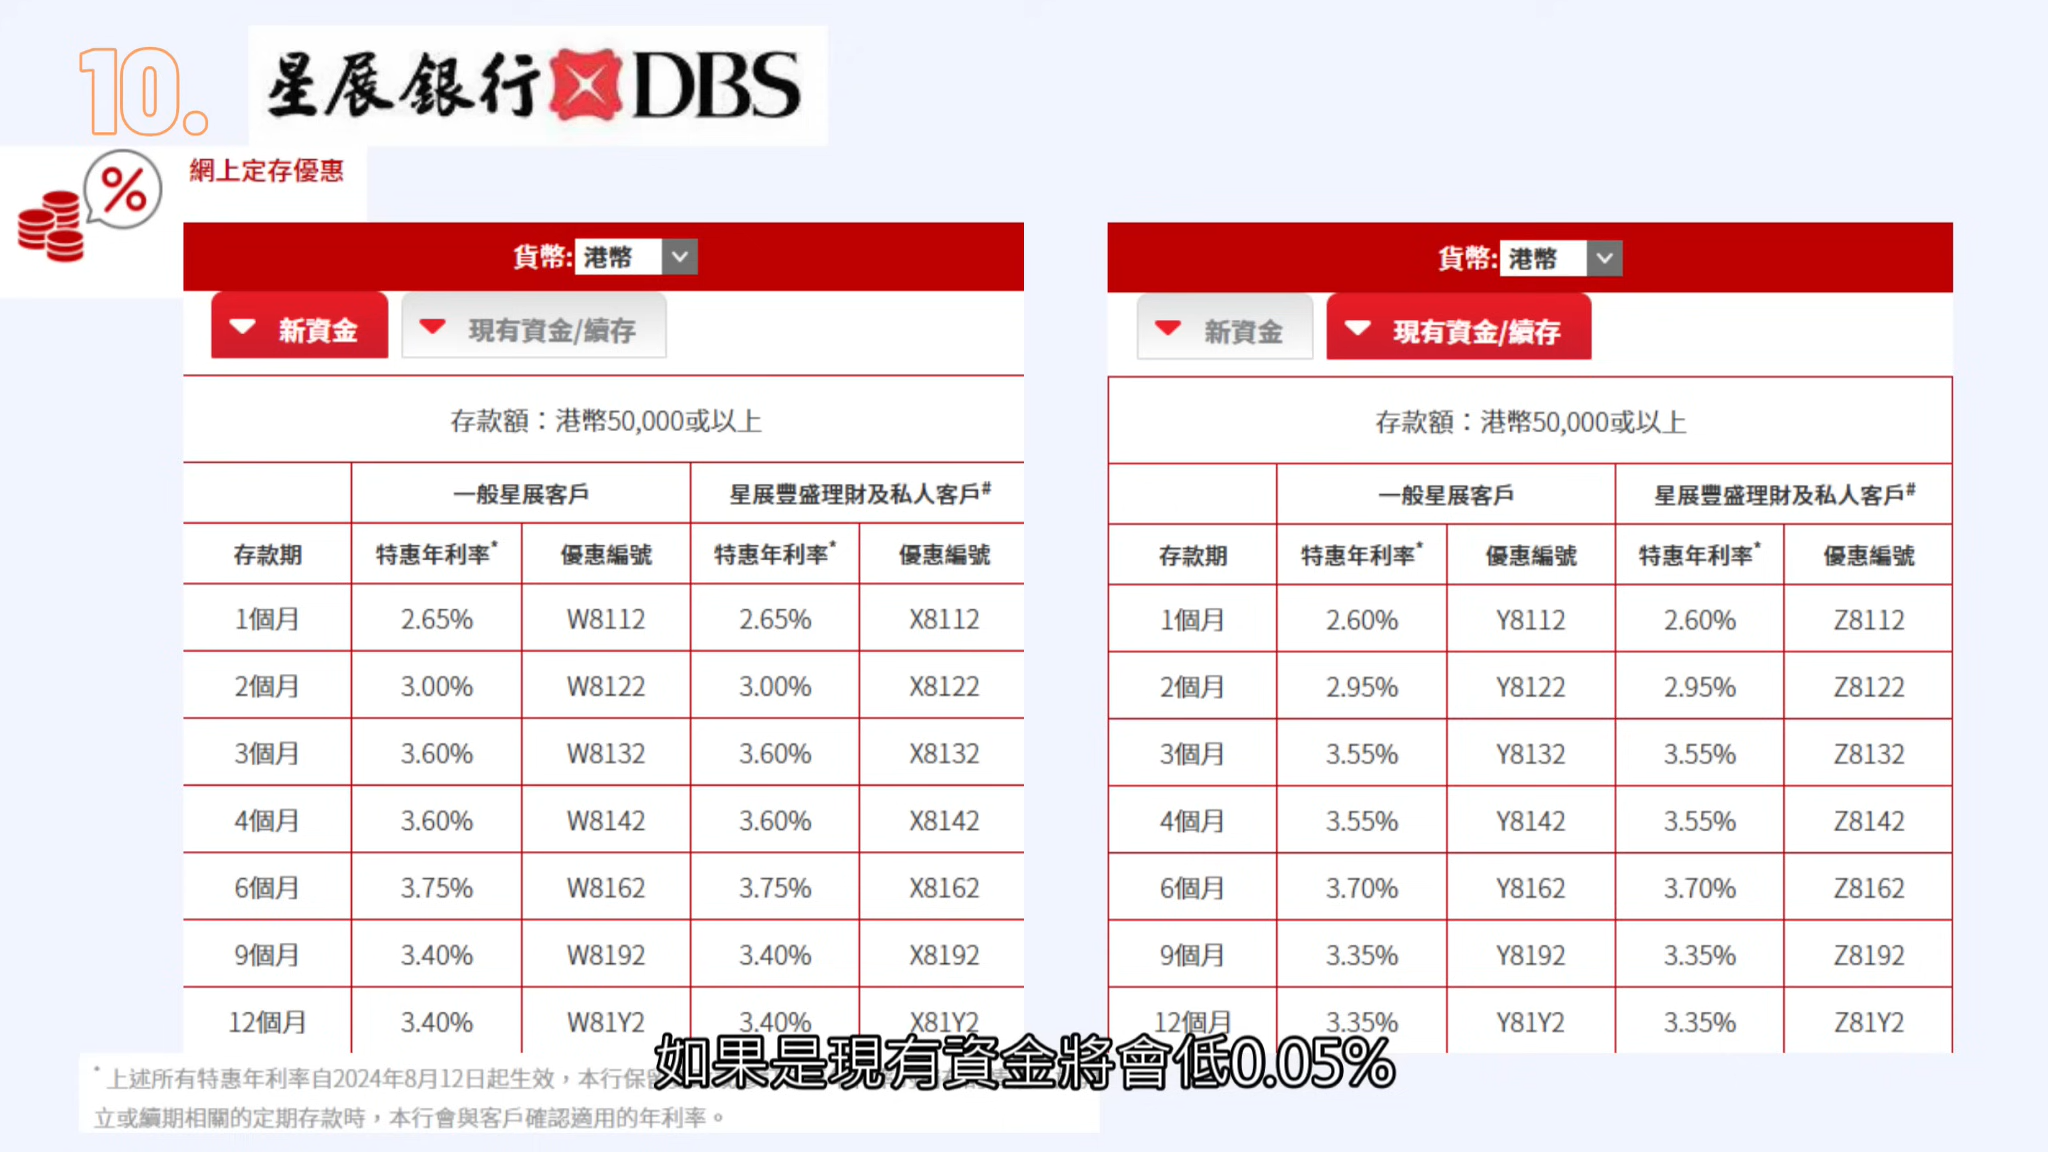 10.
星展銀行 DBS
%
網上定存優惠
貨幣: 港幣
新資金 現有資金/續存
存款額：港幣50,000或以上
一般星展客戶 星展豐盛理財及私人客戶#
存款期 特惠年利率* 優惠編號 特惠年利率* 優惠編號
1個月 2.65% W8112 2.65% X8112
2個月 3.00% W8122 3.00% X8122
3個月 3.60% W8132 3.60% X8132
4個月 3.60% W8142 3.60% X8142
6個月 3.75% W8162 3.75% X8162
9個月 3.40% W8192 3.40% X8192
12個月 3.40% W81Y2 3.40% X81Y2
貨幣: 港幣
新資金 現有資金/續存
存款額：港幣50,000或以上
一般星展客戶 星展豐盛理財及私人客戶#
存款期 特惠年利率* 優惠編號 特惠年利率* 優惠編號
1個月 2.60% Y8112 2.60% Z8112
2個月 2.95% Y8122 2.95% Z8122
3個月 3.55% Y8132 3.55% Z8132
4個月 3.55% Y8142 3.55% Z8142
6個月 3.70% Y8162 3.70% Z8162
9個月 3.35% Y8192 3.35% Z8192
12個月 3.35% Y81Y2 3.35% Z81Y2
如果是現有資金將會低0.05%
*上述所有特惠年利率自2024年8月12日起生效，本行保留
立或續期相關的定期存款時，本行會與客戶確認適用的年利率。